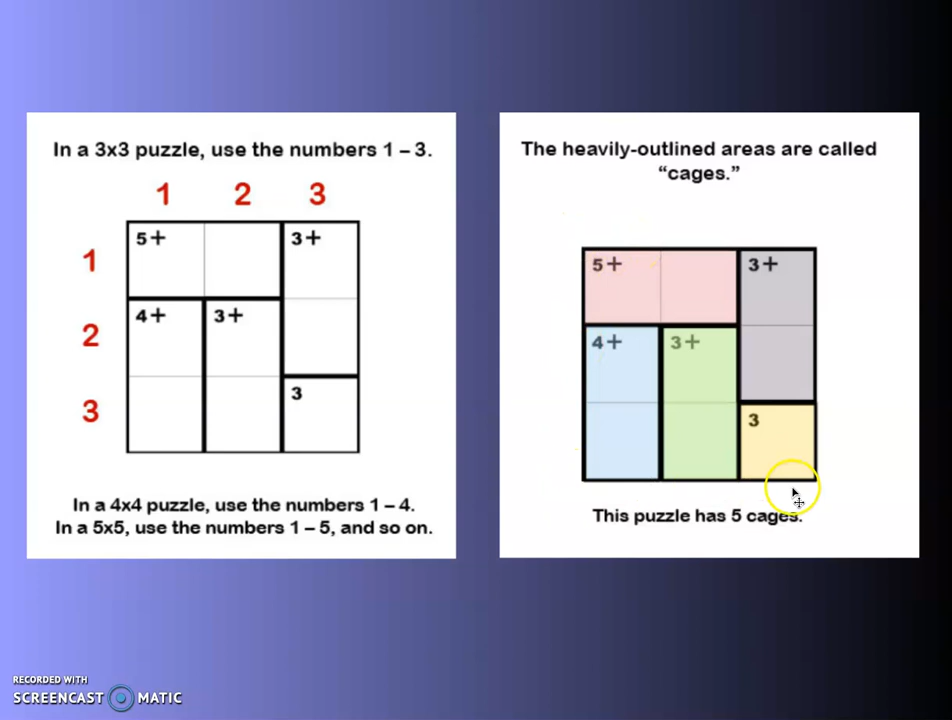 In a 3x3 puzzle, use the numbers 1 – 3.
1 2 3
1 5+ 3+
2 4+ 3+
3 3
In a 4x4 puzzle, use the numbers 1 – 4.
In a 5x5, use the numbers 1 – 5, and so on.
The heavily-outlined areas are called
“cages.”
5+ 3+
4+ 3+
3
This puzzle has 5 cages.
RECORDED WITH
SCREENCAST MATIC